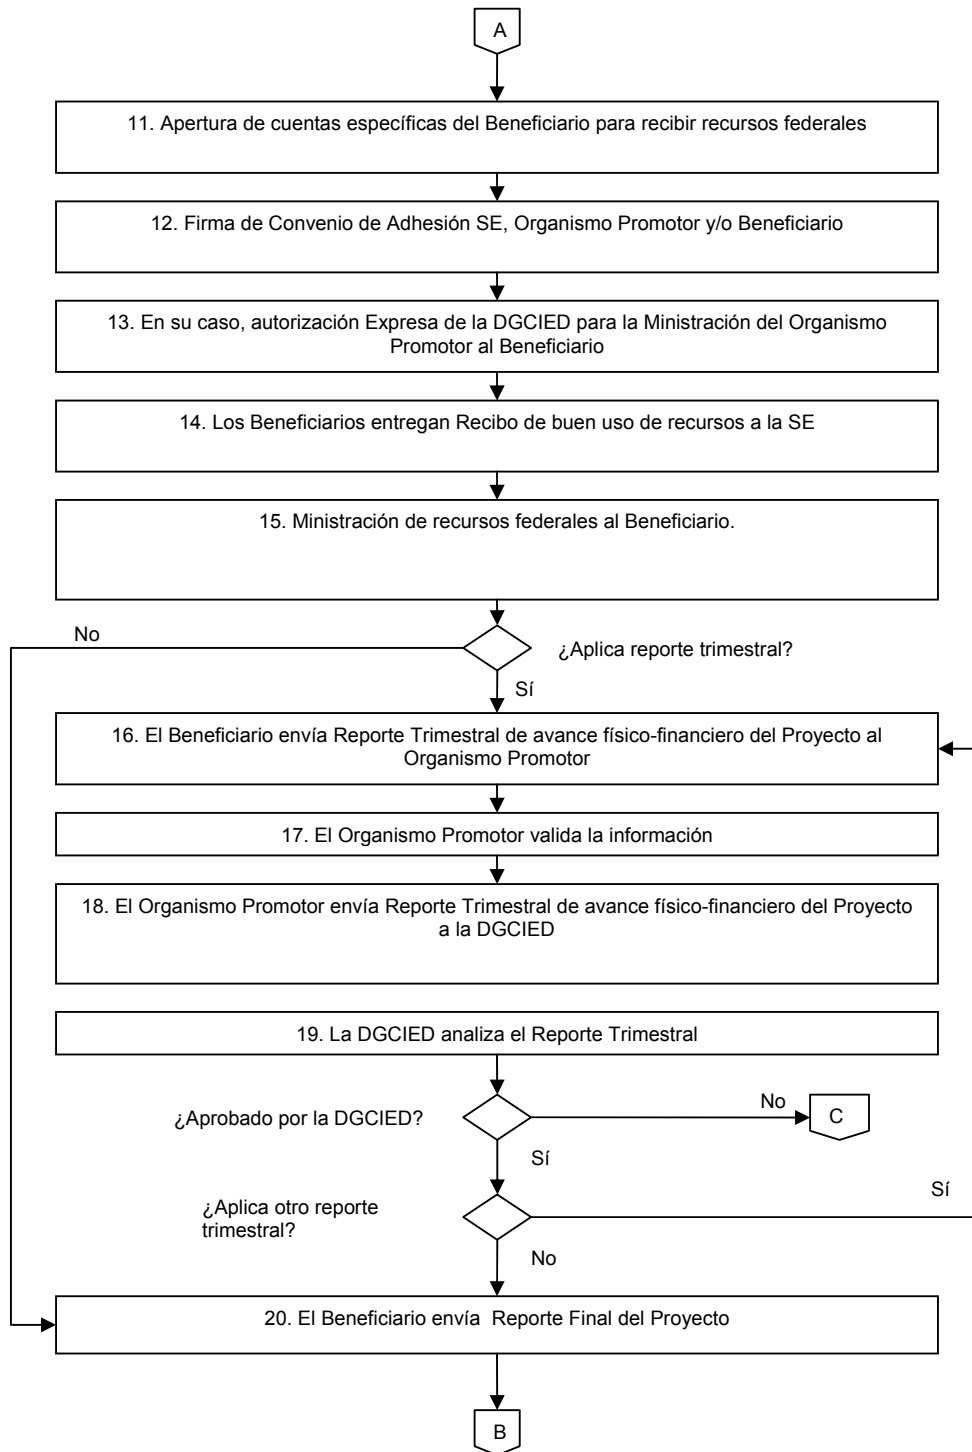 A
11. Apertura de cuentas específicas del Beneficiario para recibir recursos federales
12. Firma de Convenio de Adhesión SE, Organismo Promotor y/o Beneficiario
13. En su caso, autorización Expresa de la DGCIED para la Ministración del Organismo
Promotor al Beneficiario
14. Los Beneficiarios entregan Recibo de buen uso de recursos a la SE
15. Ministración de recursos federales al Beneficiario.
No
¿Aplica reporte trimestral?
Sí
16. El Beneficiario envía Reporte Trimestral de avance físico-financiero del Proyecto al
Organismo Promotor
17. El Organismo Promotor valida la información
18. El Organismo Promotor envía Reporte Trimestral de avance físico-financiero del Proyecto
a la DGCIED
19. La DGCIED analiza el Reporte Trimestral
¿Aprobado por la DGCIED?
No
C
Sí
¿Aplica otro reporte
trimestral?
Sí
No
20. El Beneficiario envía  Reporte Final del Proyecto
B